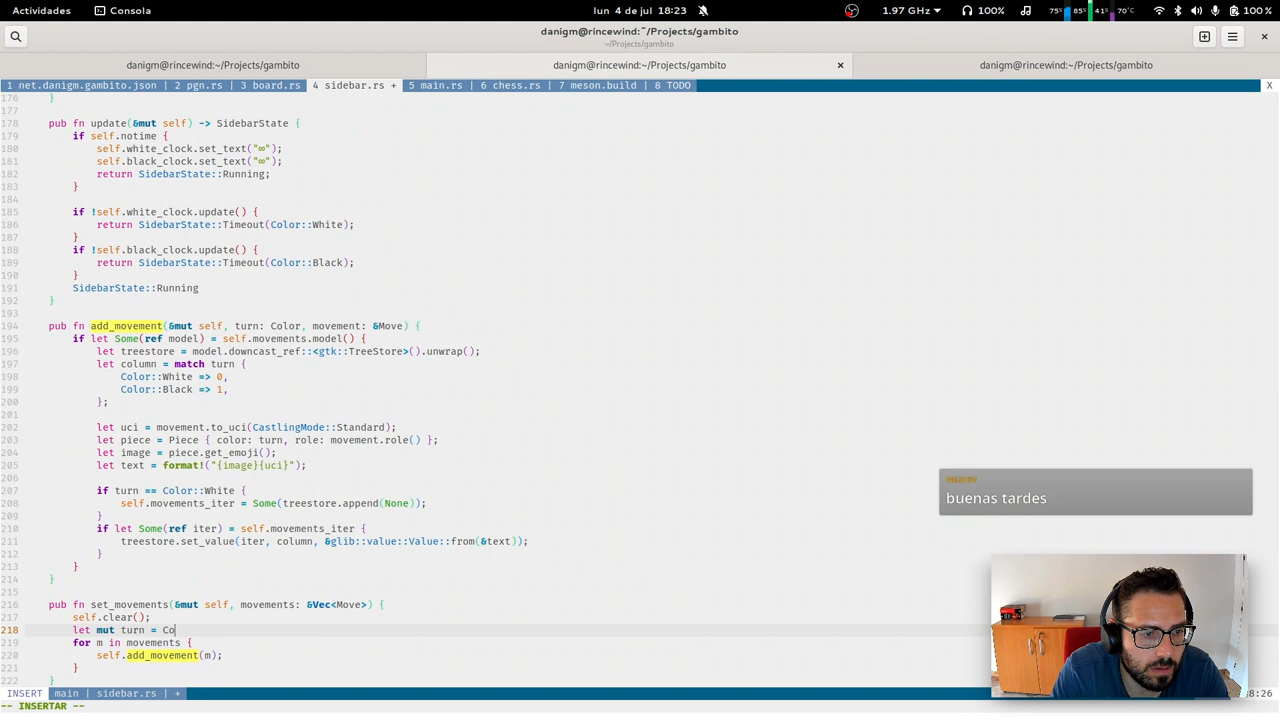 Actividades Consola lun 4 de jul 18:23 1.97 GHz 100% 75% 85% 41% 70°C 100 %
danigm@rincewind:~/Projects/gambito
~/Projects/gambito
danigm@rincewind:~/Projects/gambito danigm@rincewind:~/Projects/gambito × danigm@rincewind:~/Projects/gambito
1 net.danigm.gambito.json | 2 pgn.rs | 3 board.rs 4 sidebar.rs + 5 main.rs | 6 chess.rs | 7 meson.build | 8 TODO X
176 }
177
178 pub fn update(&mut self) -> SidebarState {
179 if self.notime {
180 self.white_clock.set_text("∞");
181 self.black_clock.set_text("∞");
182 return SidebarState::Running;
183 }
184
185 if !self.white_clock.update() {
186 return SidebarState::Timeout(Color::White);
187 }
188 if !self.black_clock.update() {
189 return SidebarState::Timeout(Color::Black);
190 }
191 SidebarState::Running
192 }
193
194 pub fn add_movement(&mut self, turn: Color, movement: &Move) {
195 if let Some(ref model) = self.movements.model() {
196 let treestore = model.downcast_ref::<gtk::TreeStore>().unwrap();
197 let column = match turn {
198 Color::White => 0,
199 Color::Black => 1,
200 };
201
202 let uci = movement.to_uci(CastlingMode::Standard);
203 let piece = Piece { color: turn, role: movement.role() };
204 let image = piece.get_emoji();
205 let text = format!("{image}{uci}");
206
207 if turn == Color::White {
208 self.movements_iter = Some(treestore.append(None));
209 }
210 if let Some(ref iter) = self.movements_iter {
211 treestore.set_value(iter, column, &glib::value::Value::from(&text));
212 }
213 }
214 }
215
216 pub fn set_movements(&mut self, movements: &Vec<Move>) {
217 self.clear();
218 let mut turn = Co
219 for m in movements {
220 self.add_movement(m);
221 }
222 }
buenas tardes
INSERT main | sidebar.rs | + 8:26
-- INSERTAR --